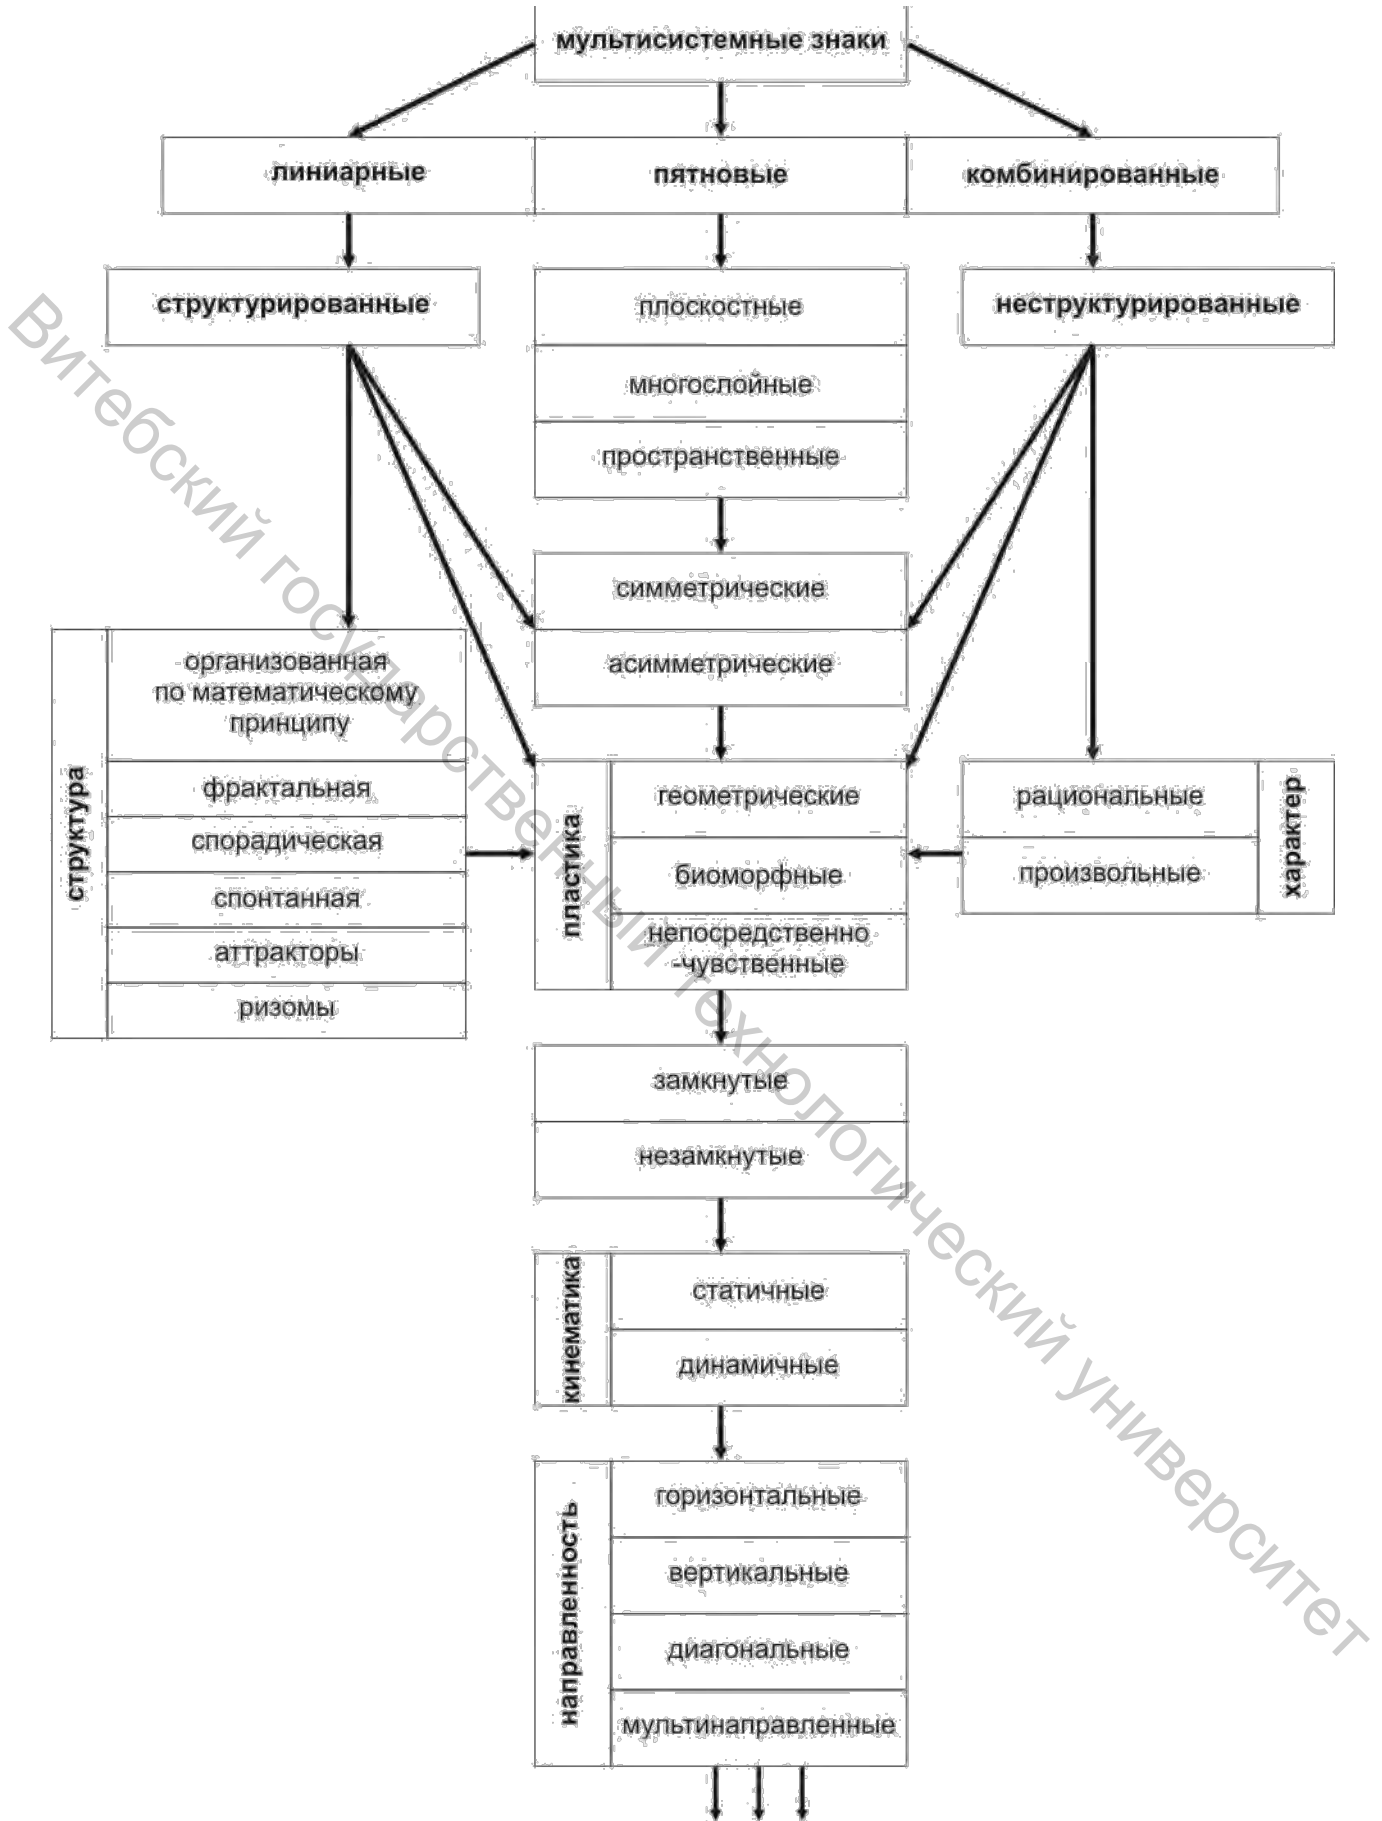 мультисистемные знаки
линиарные
пятновые
комбинированные
структурированные
плоскостные
неструктурированные
многослойные
пространственные
симметрические
асимметрические
структура
организованная
по математическому
принципу
фрактальная
спорадическая
спонтанная
аттракторы
ризомы
пластика
геометрические
биоморфные
непосредственно
-чувственные
рациональные
произвольные
характер
замкнутые
незамкнутые
кинематика
статичные
динамичные
направленность
горизонтальные
вертикальные
диагональные
мультинаправленные
Витебский государственный технологический университет